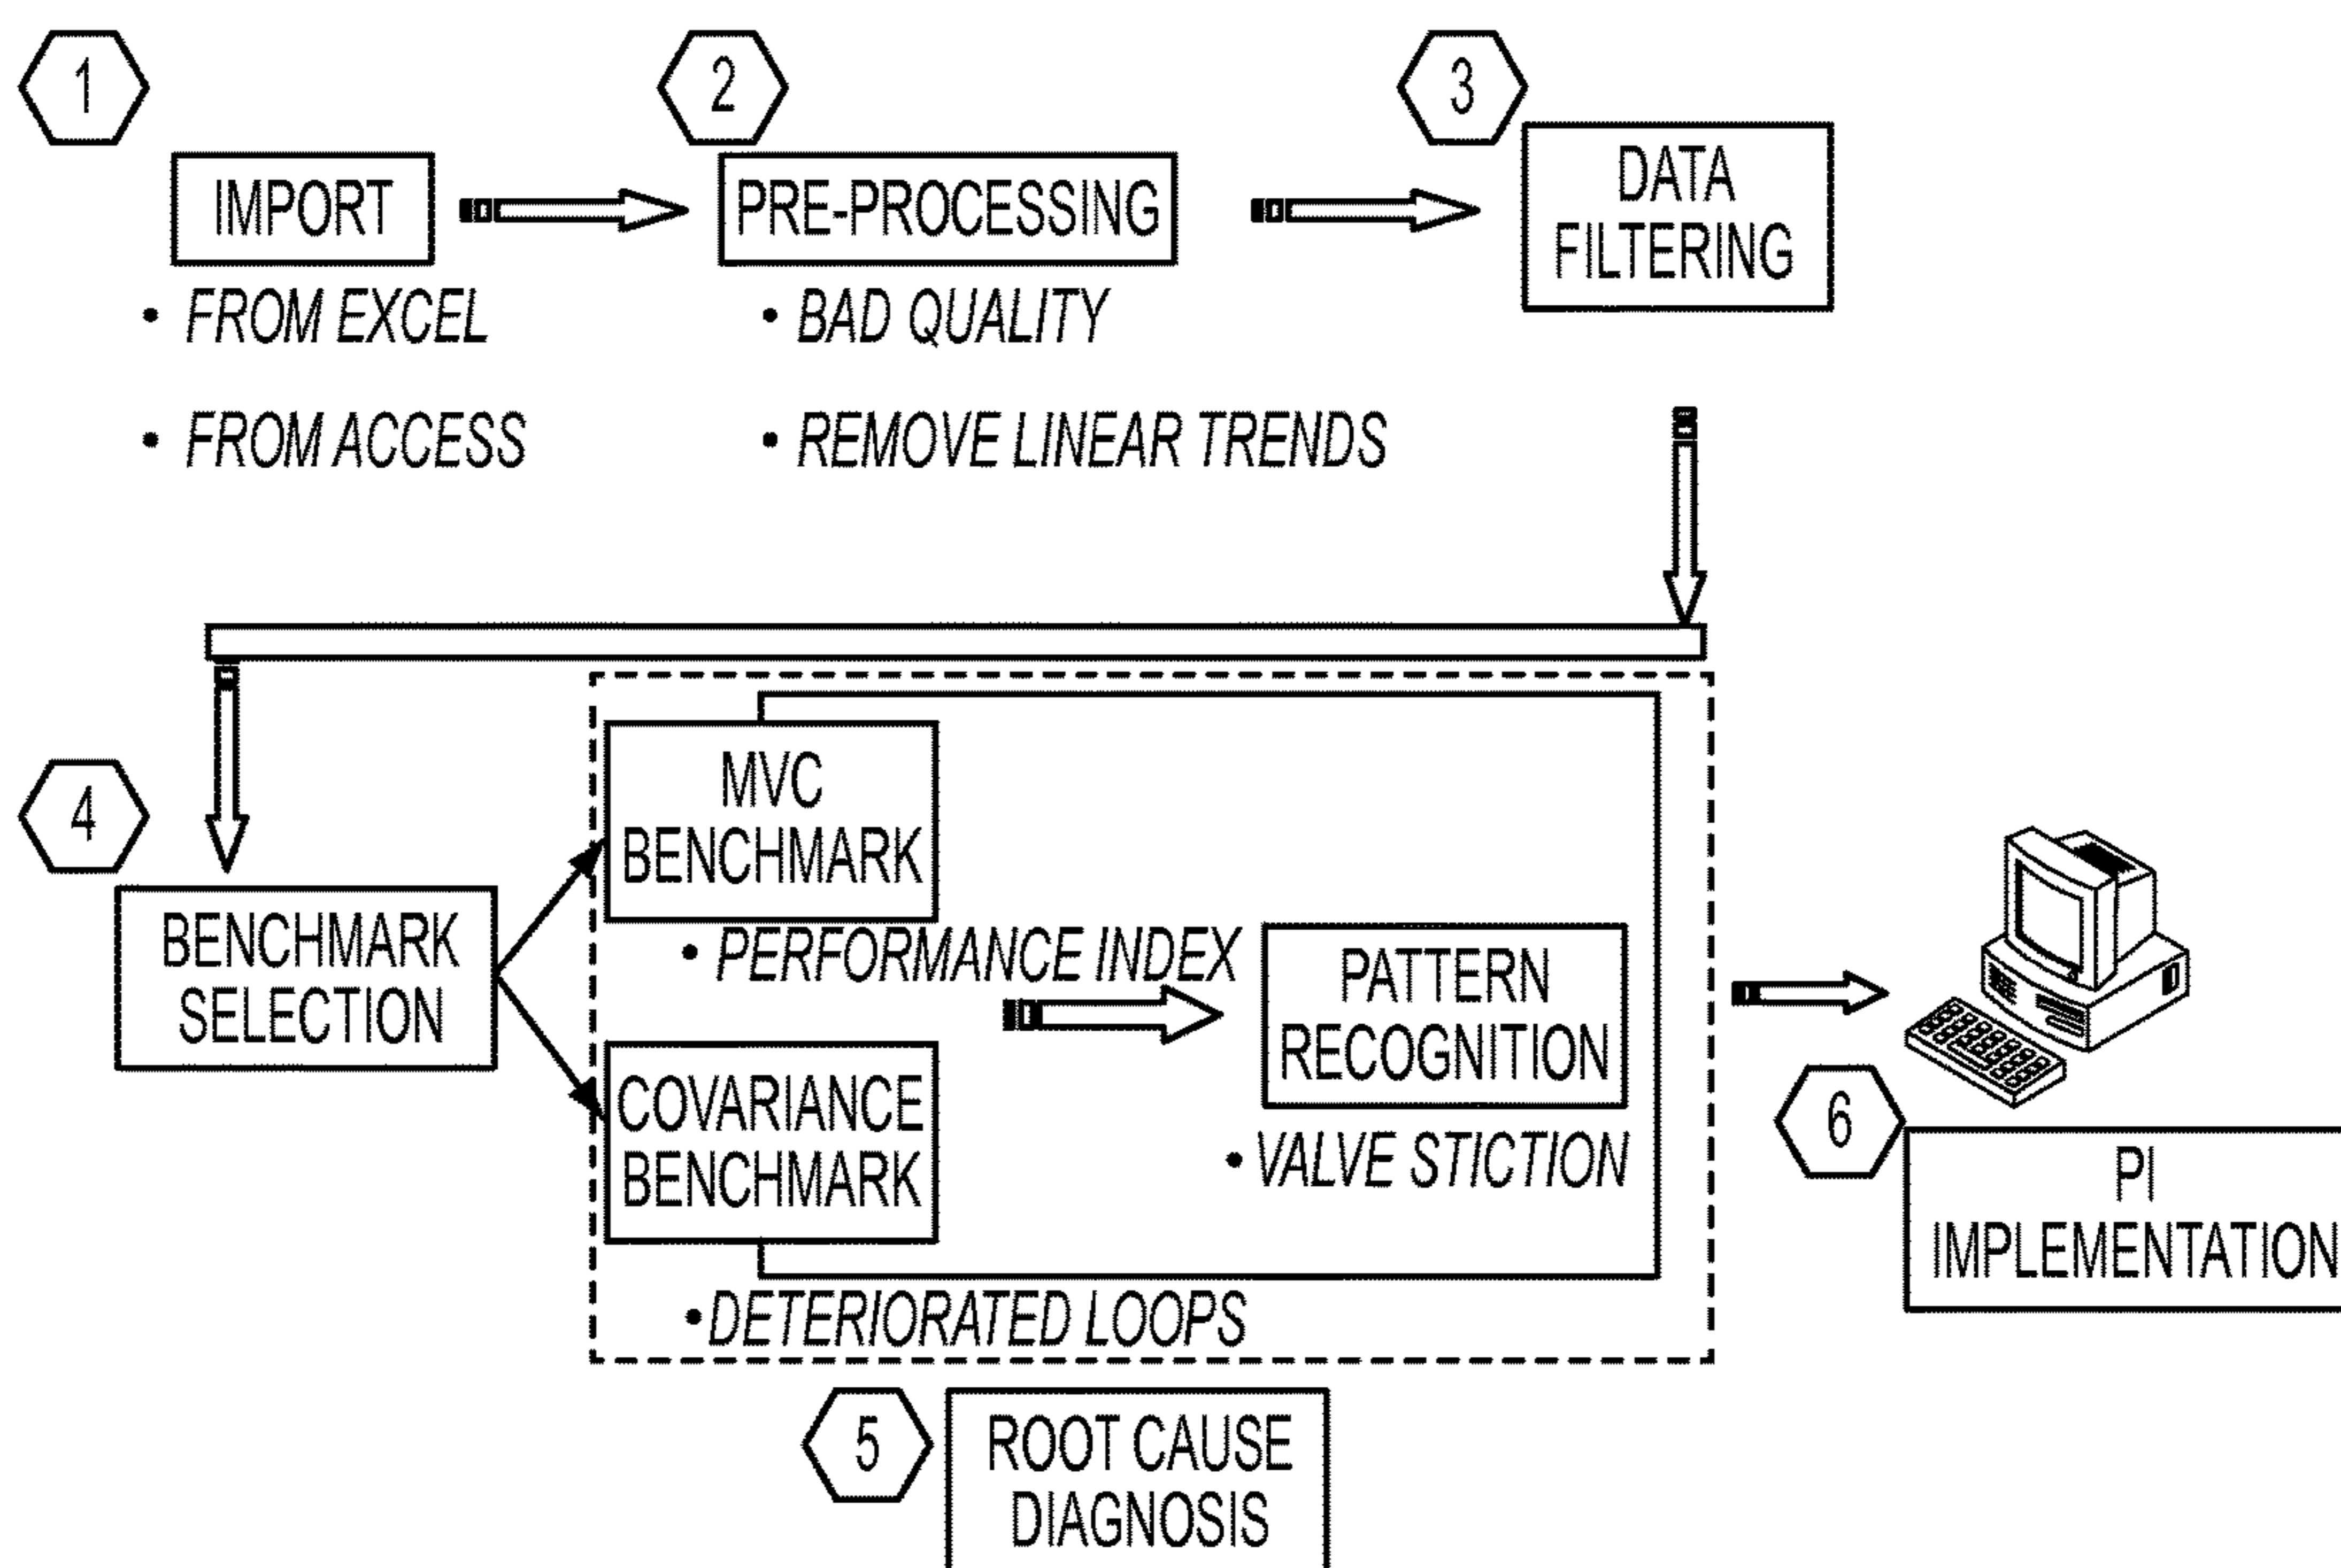 1
2
3
IMPORT
PRE-PROCESSING
DATA
FILTERING
• FROM EXCEL
• FROM ACCESS
• BAD QUALITY
• REMOVE LINEAR TRENDS
4
BENCHMARK
SELECTION
MVC
BENCHMARK
• PERFORMANCE INDEX
COVARIANCE
BENCHMARK
• DETERIORATED LOOPS
PATTERN
RECOGNITION
• VALVE STICTION
5
ROOT CAUSE
DIAGNOSIS
6
PI
IMPLEMENTATION